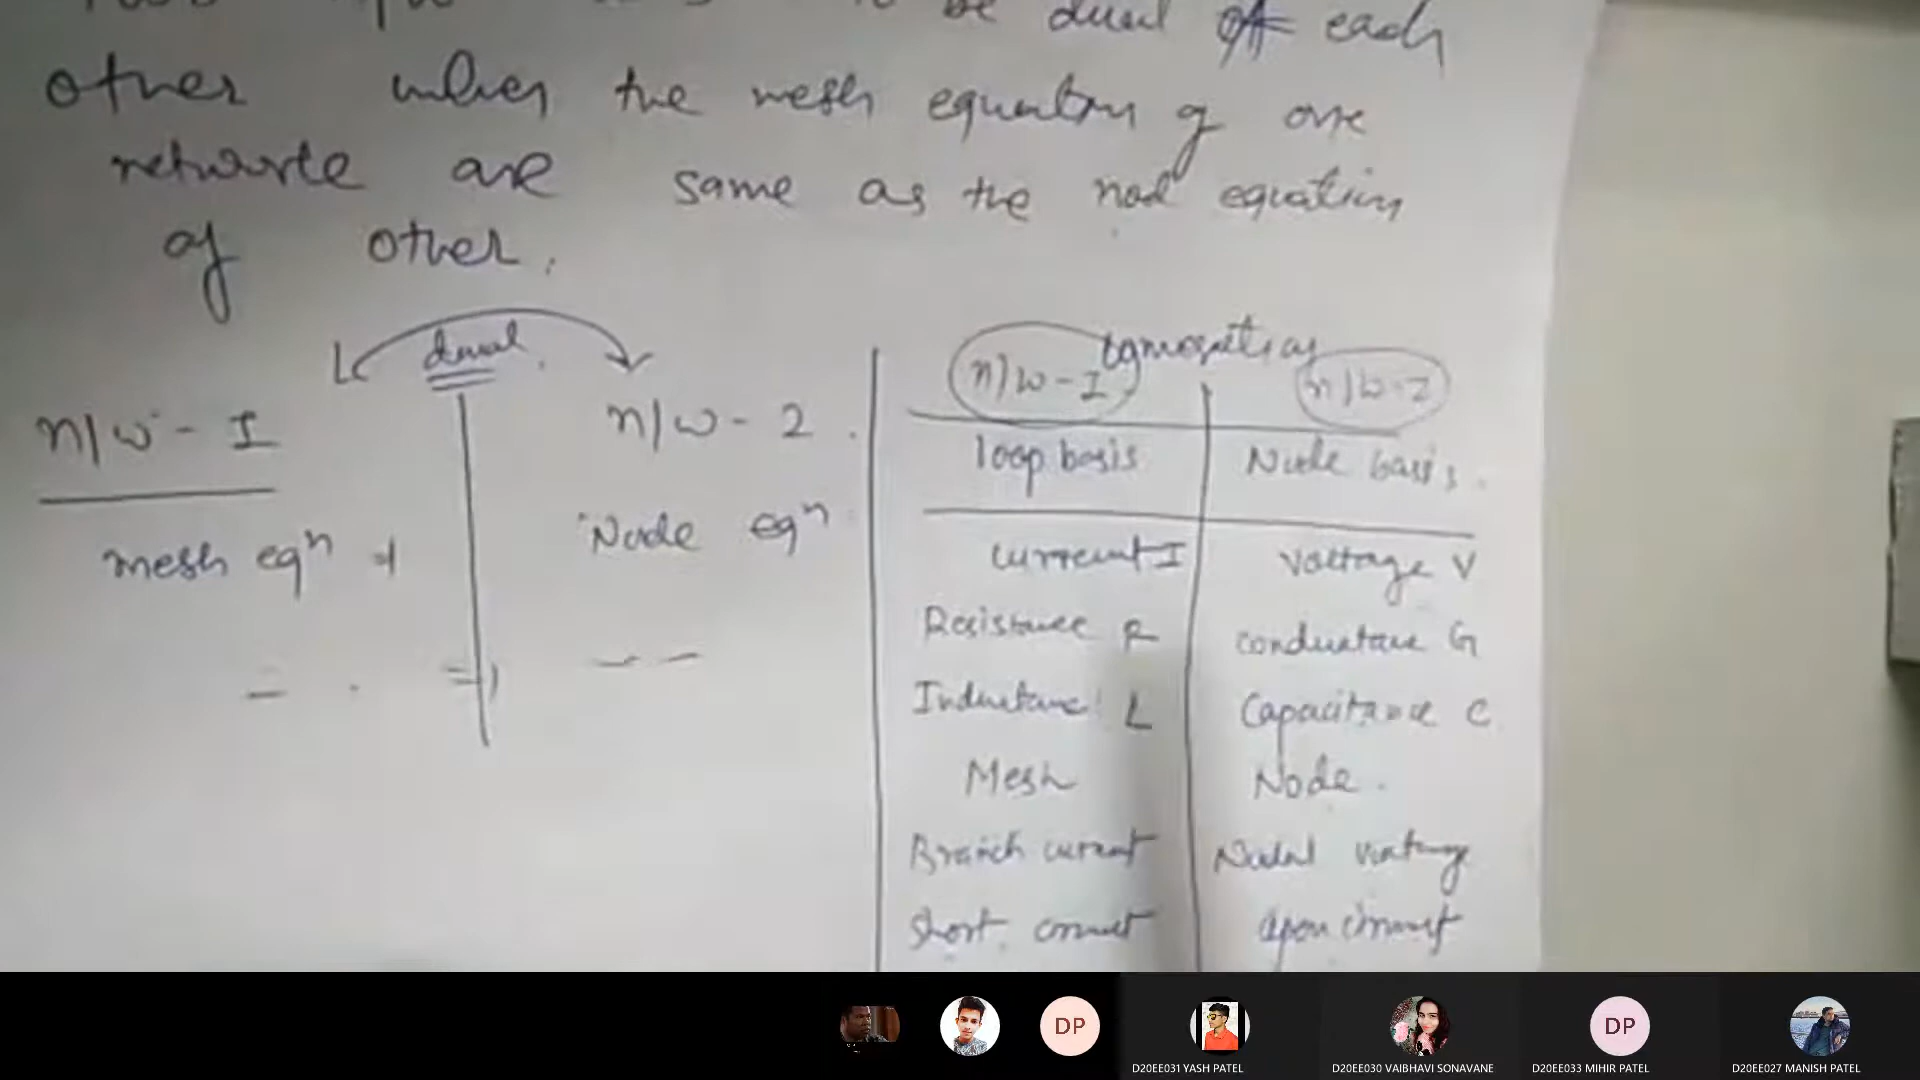 be dual of each
other when the mesh equation of one
network are same as the nod equation
of other.
dual
n/w - I
n/w - 2
mesh eqn
Node eqn
n/w - I
n/w - 2
loop basis
Node basis
current I
voltage V
Resistance R
conductance G
Inductance L
Capacitance C
Mesh
Node
Branch current
Nodal voltage
short circuit
open circuit
DP
DP
D20EE031 YASH PATEL
D20EE030 VAIBHAVI SONAVANE
D20EE033 MIHIR PATEL
D20EE027 MANISH PATEL